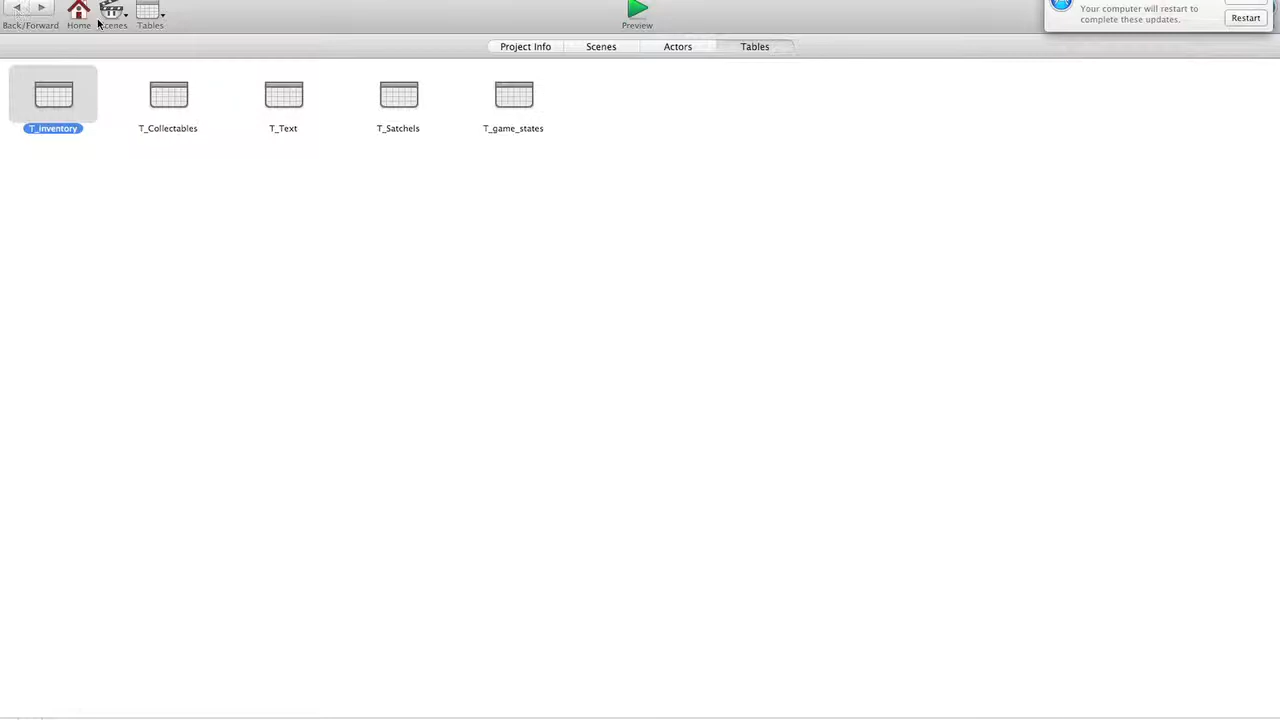 Your computer will restart to
complete these updates.
Restart
Back/Forward Home Scenes Tables Preview
Project Info Scenes Actors Tables
T_Inventory T_Collectables T_Text T_Satchels T_game_states